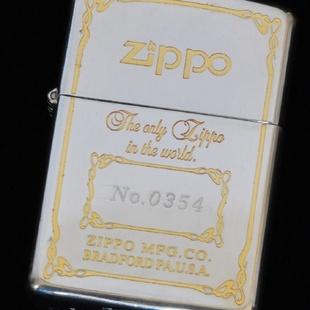 zippo
The only Zippo
in the world.
No.0354
ZIPPO MFG.CO.
BRADFORD PA.U.S.A.